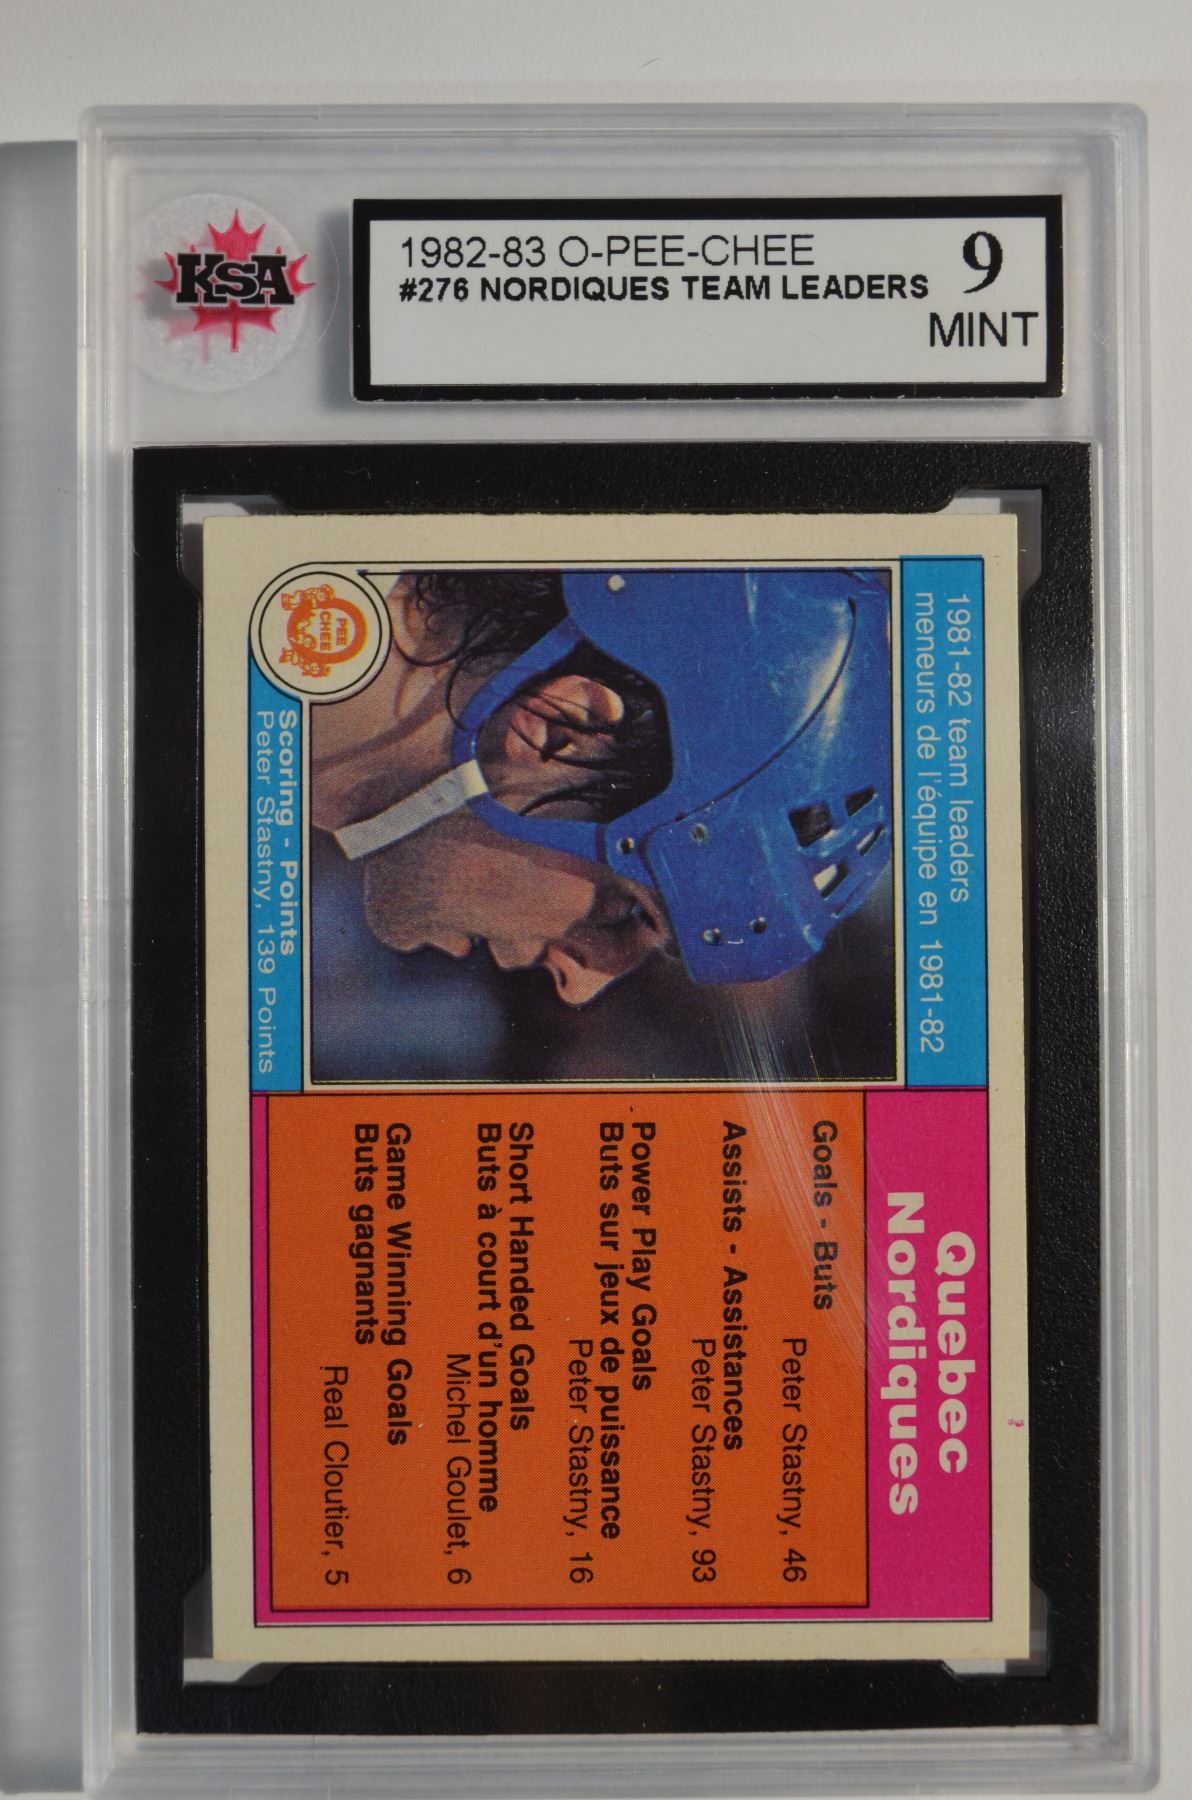 KSA
1982-83 O-PEE-CHEE
#276 NORDIQUES TEAM LEADERS
9
MINT
1981-82 team leaders
meneurs de l'équipe en 1981-82
O PEE CHEE
Scoring - Points
Peter Stastny, 139 Points
Quebec
Nordiques
Goals - Buts
Peter Stastny, 46
Assists - Assistances
Peter Stastny, 93
Power Play Goals
Buts sur jeux de puissance
Peter Stastny, 16
Short Handed Goals
Buts à court d'un homme
Michel Goulet, 6
Game Winning Goals
Buts gagnants
Real Cloutier, 5